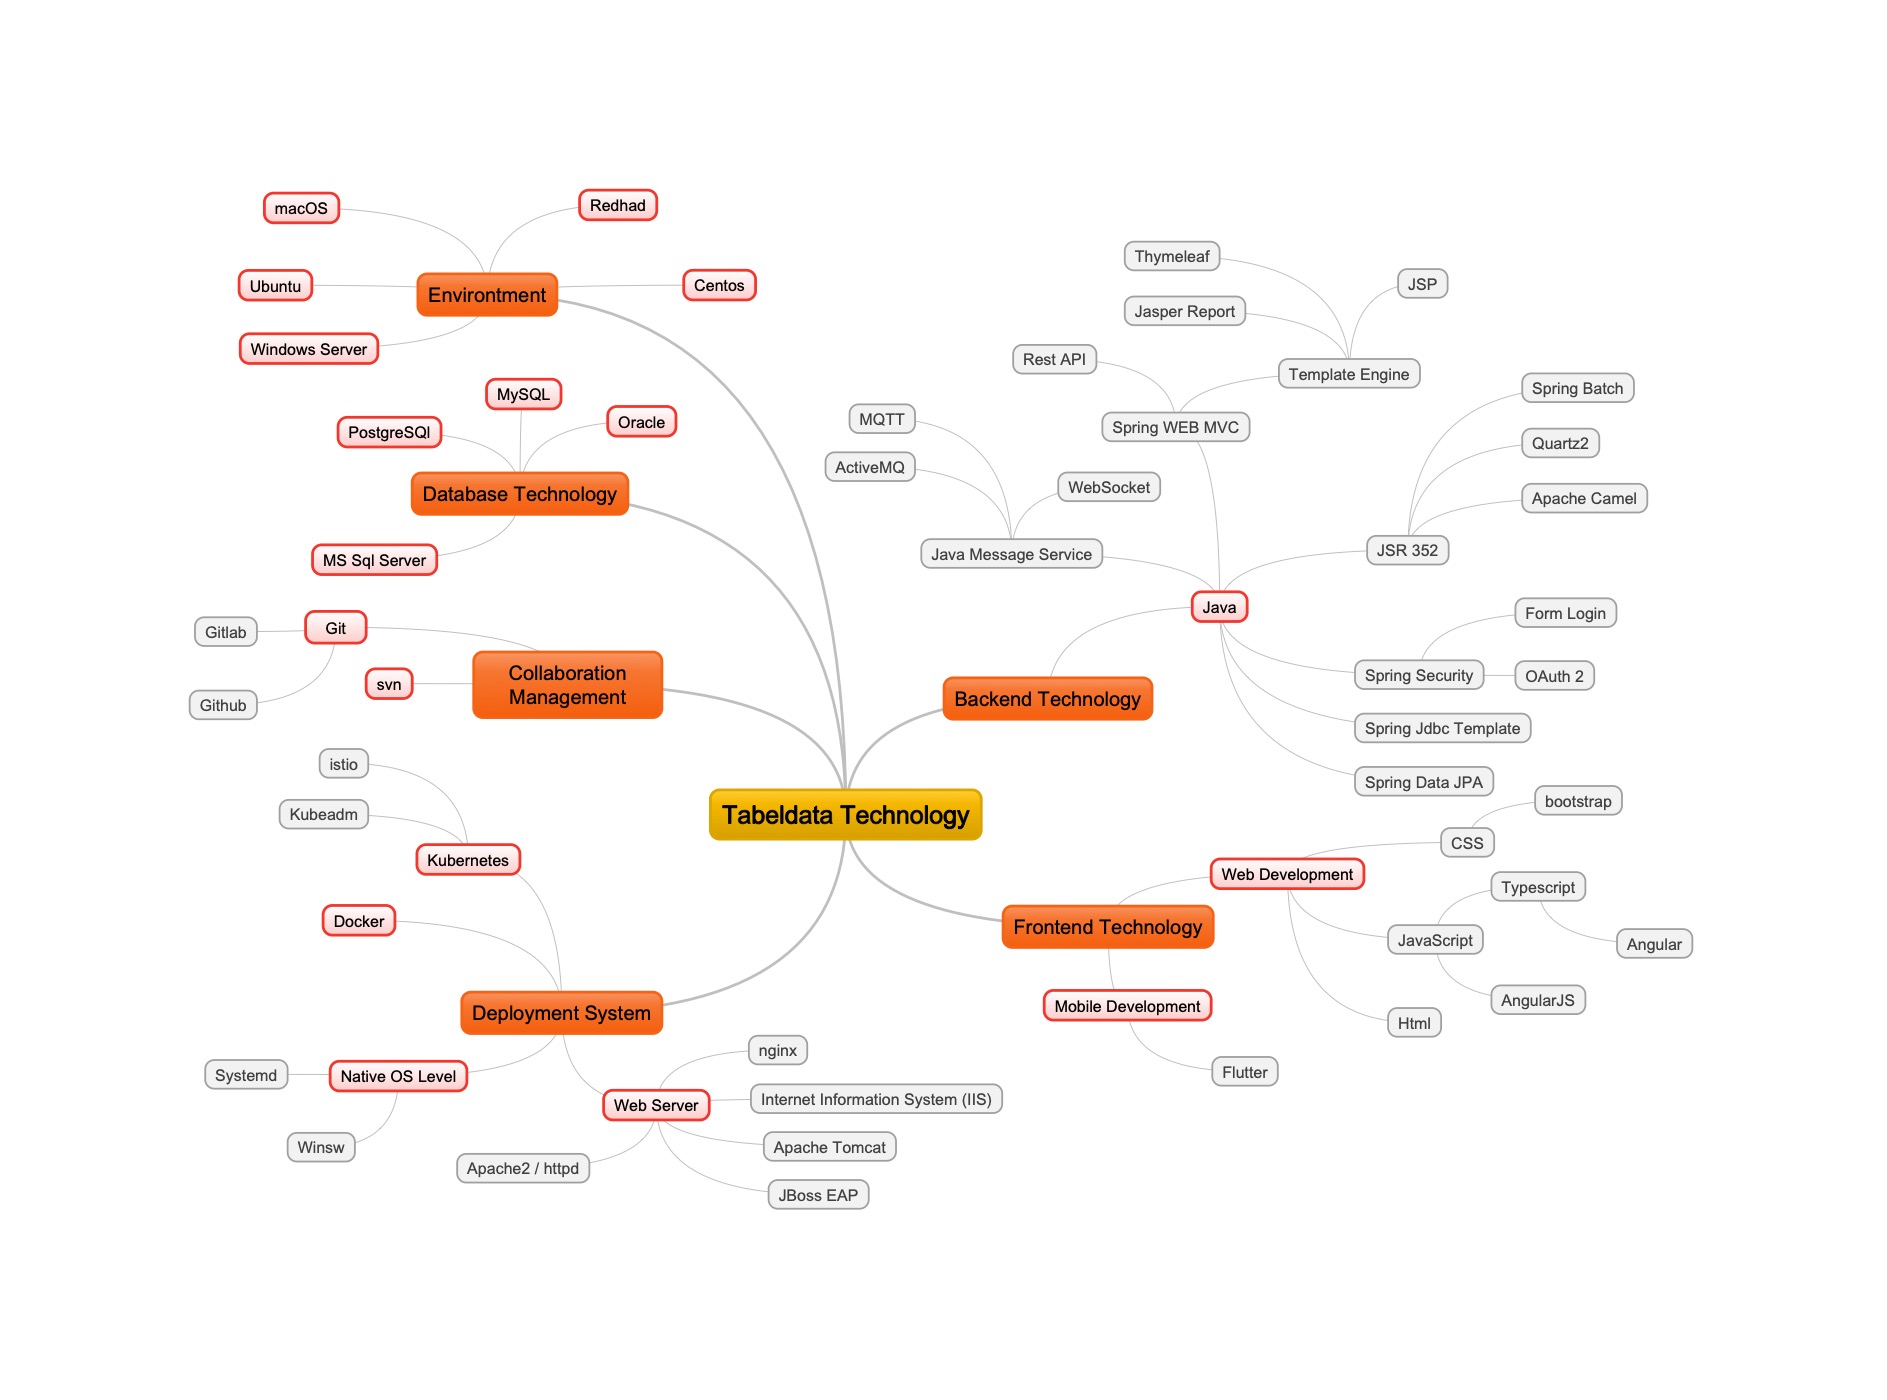 macOS
Redhad
Ubuntu
Environtment
Centos
Windows Server
MySQL
PostgreSQl
Oracle
Database Technology
MS Sql Server
Gitlab
Git
Github
svn
Collaboration
Management
istio
Kubeadm
Kubernetes
Docker
Deployment System
Systemd
Native OS Level
Winsw
Web Server
nginx
Internet Information System (IIS)
Apache Tomcat
Apache2 / httpd
JBoss EAP
Tabeldata Technology
Thymeleaf
JSP
Jasper Report
Rest API
Template Engine
Spring WEB MVC
MQTT
ActiveMQ
WebSocket
Java Message Service
Spring Batch
Quartz2
Apache Camel
JSR 352
Java
Form Login
Spring Security
OAuth 2
Spring Jdbc Template
Spring Data JPA
Backend Technology
bootstrap
CSS
Web Development
Typescript
JavaScript
Angular
AngularJS
Html
Frontend Technology
Mobile Development
Flutter